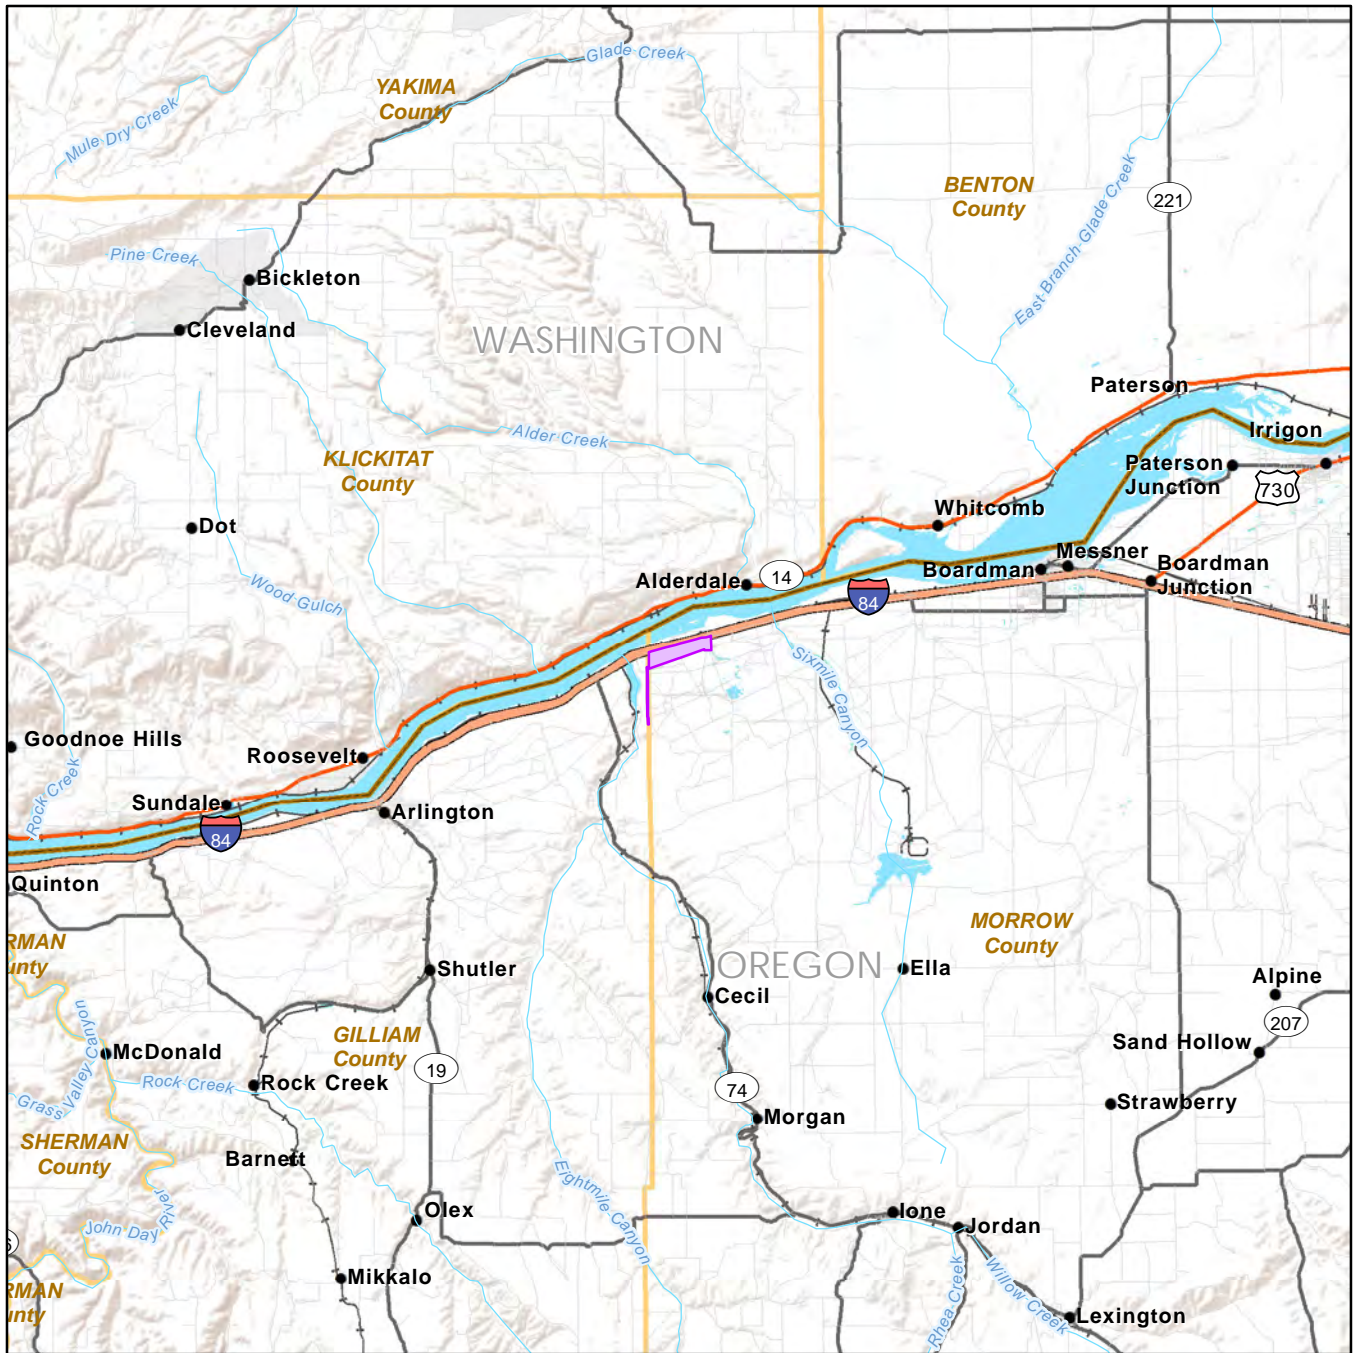 Glade Creek
YAKIMA
County
Mule Dry Creek
BENTON
County
East Branch Glade Creek
221
Pine Creek
Bickleton
Cleveland
WASHINGTON
Paterson
Alder Creek
Irrigon
KLICKITAT
County
Paterson
Junction
730
Whitcomb
Dot
Messner
Boardman
Boardman
Junction
Alderdale
14
84
Wood Gulch
Sixmile Canyon
Goodnoe Hills
Roosevelt
Rock Creek
Sundale
Arlington
84
Quinton
RMAN
unty
MORROW
County
OREGON
Shutler
Ella
Alpine
Cecil
207
Grass Valley Canyon
GILLIAM
County
McDonald
Sand Hollow
19
Rock Creek
Rock Creek
74
Strawberry
Morgan
SHERMAN
County
Barnett
Eightmile Canyon
Olex
Ione
Jordan
John Day River
Mikkalo
Rhea Creek
Willow Creek
RMAN
unty
Lexington